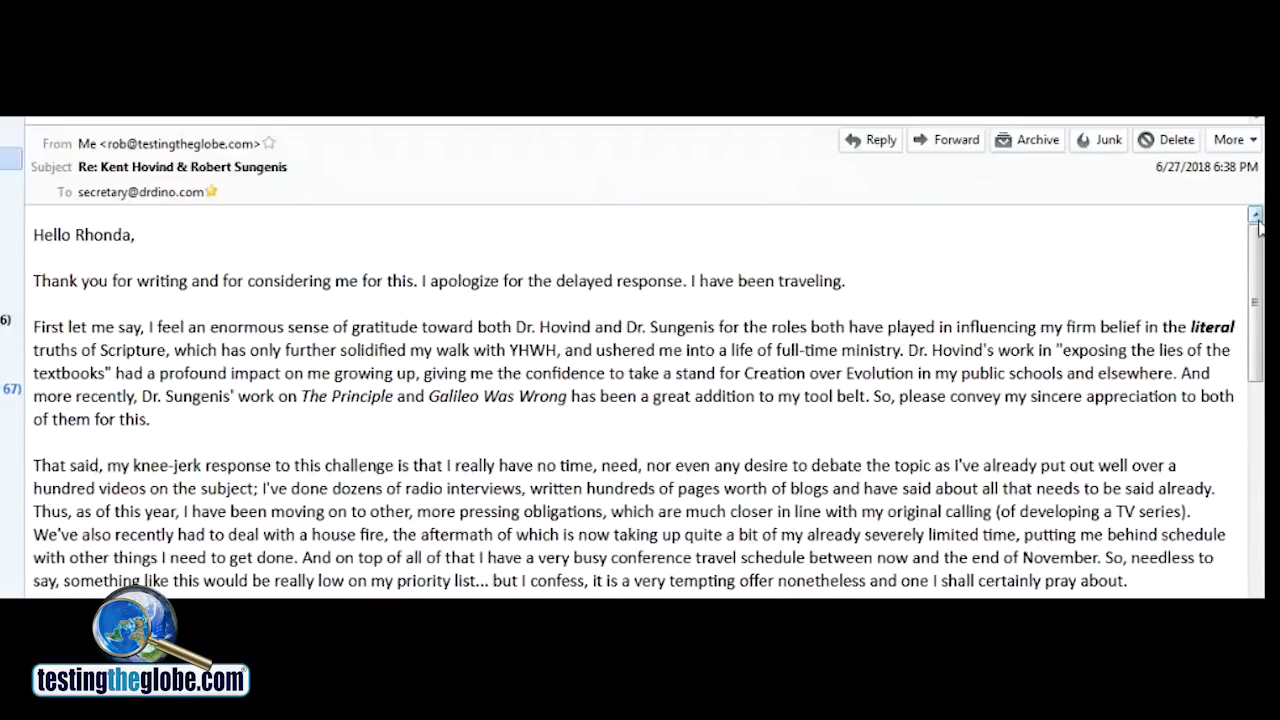 From Me <rob@testingtheglobe.com>
Reply
Forward
Archive
Junk
Delete
More
Subject Re: Kent Hovind & Robert Sungenis
6/27/2018 6:38 PM
To secretary@drdino.com
Hello Rhonda,
Thank you for writing and for considering me for this. I apologize for the delayed response. I have been traveling.
6)
First let me say, I feel an enormous sense of gratitude toward both Dr. Hovind and Dr. Sungenis for the roles both have played in influencing my firm belief in the literal
truths of Scripture, which has only further solidified my walk with YHWH, and ushered me into a life of full-time ministry. Dr. Hovind's work in "exposing the lies of the
textbooks" had a profound impact on me growing up, giving me the confidence to take a stand for Creation over Evolution in my public schools and elsewhere. And
67)
more recently, Dr. Sungenis' work on The Principle and Galileo Was Wrong has been a great addition to my tool belt. So, please convey my sincere appreciation to both
of them for this.
That said, my knee-jerk response to this challenge is that I really have no time, need, nor even any desire to debate the topic as I've already put out well over a
hundred videos on the subject; I've done dozens of radio interviews, written hundreds of pages worth of blogs and have said about all that needs to be said already.
Thus, as of this year, I have been moving on to other, more pressing obligations, which are much closer in line with my original calling (of developing a TV series).
We've also recently had to deal with a house fire, the aftermath of which is now taking up quite a bit of my already severely limited time, putting me behind schedule
with other things I need to get done. And on top of all of that I have a very busy conference travel schedule between now and the end of November. So, needless to
say, something like this would be really low on my priority list... but I confess, it is a very tempting offer nonetheless and one I shall certainly pray about.
testingtheglobe.com